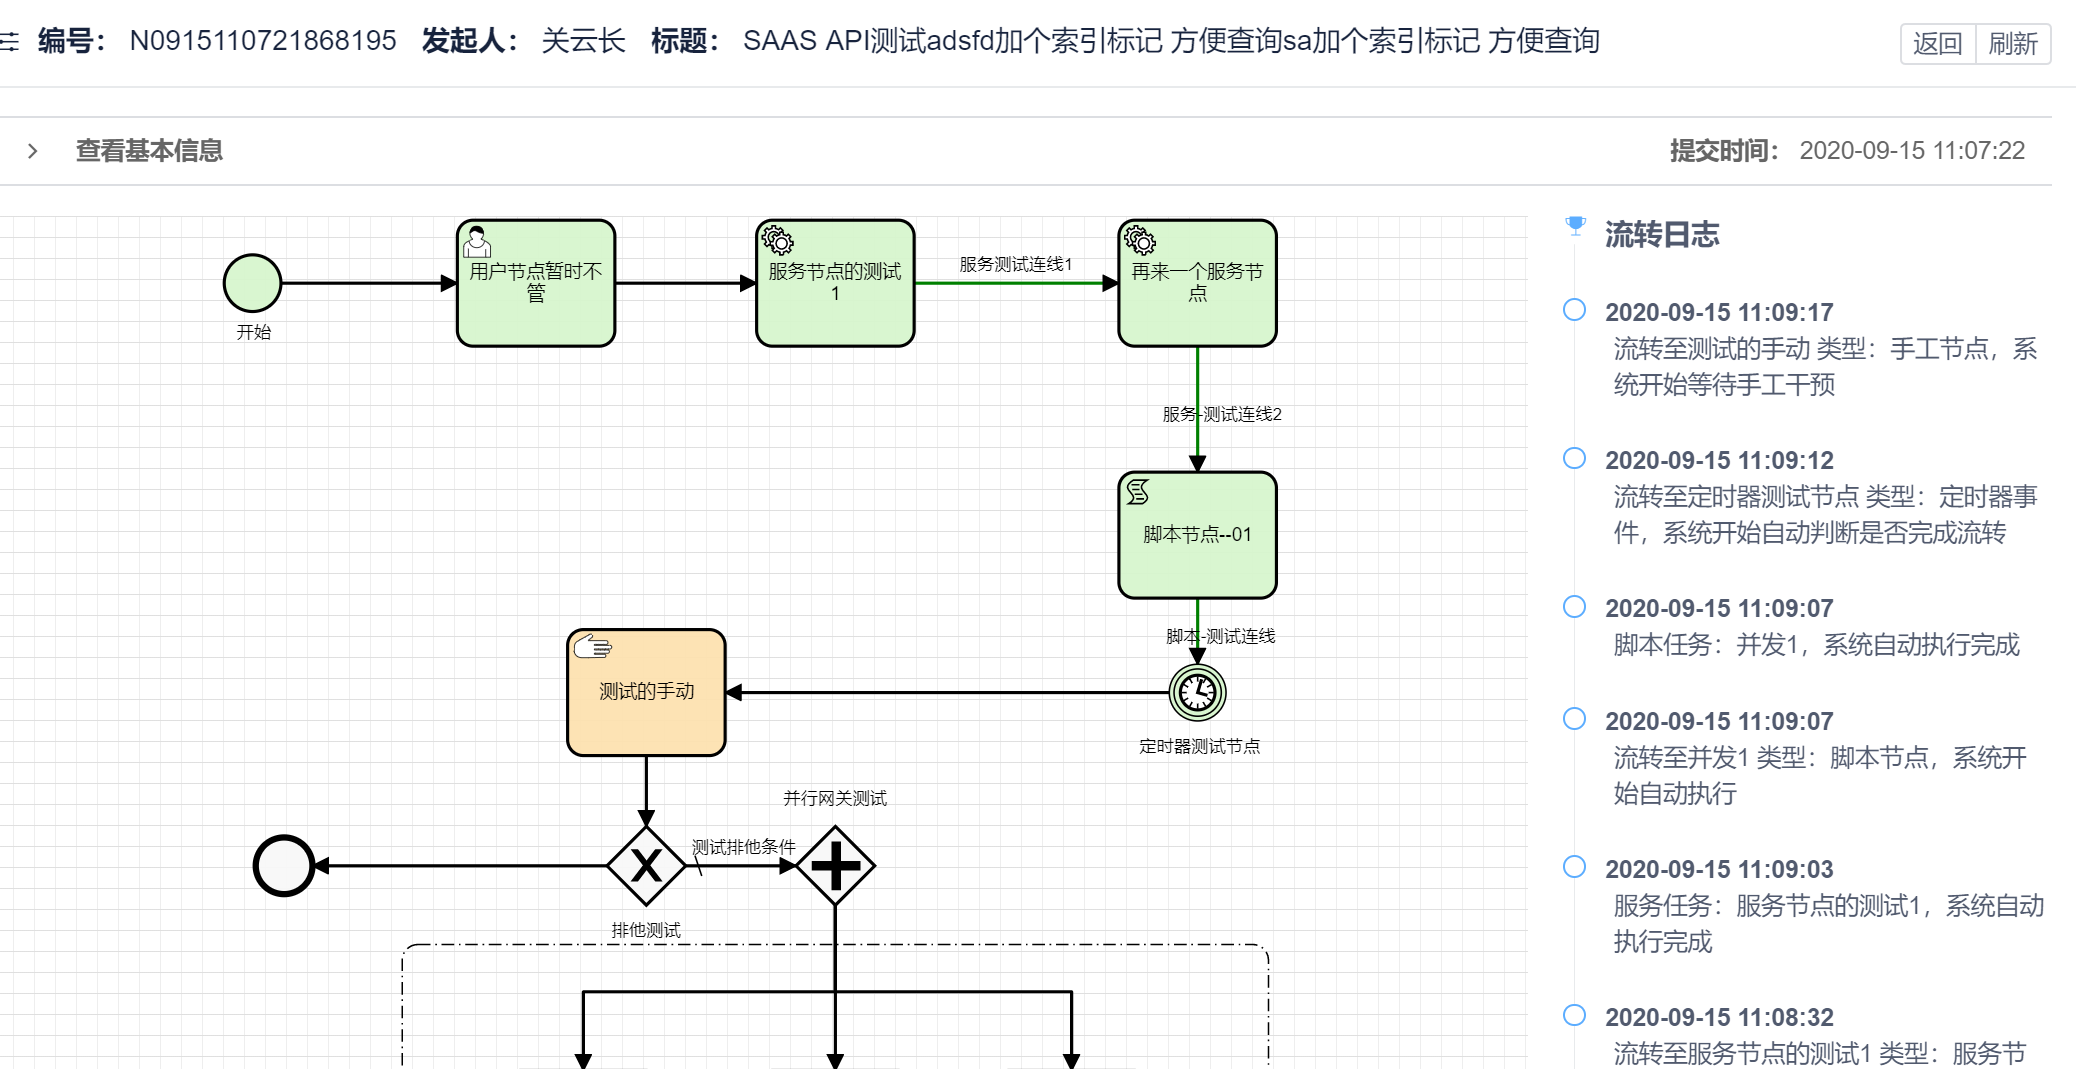 编号： N0915110721868195 发起人： 关云长 标题： SAAS API测试adsfd加个索引标记 方便查询sa加个索引标记 方便查询
返回 刷新
查看基本信息
提交时间： 2020-09-15 11:07:22
开始
用户节点暂时不
管
服务节点的测试
1
服务测试连线1
再来一个服务节
点
服务-测试连线2
脚本节点--01
脚本-测试连线
定时器测试节点
测试的手动
并行网关测试
测试排他条件
X
排他测试
流转日志
2020-09-15 11:09:17
流转至测试的手动 类型：手工节点，系
统开始等待手工干预
2020-09-15 11:09:12
流转至定时器测试节点 类型：定时器事
件，系统开始自动判断是否完成流转
2020-09-15 11:09:07
脚本任务：并发1，系统自动执行完成
2020-09-15 11:09:07
流转至并发1 类型：脚本节点，系统开
始自动执行
2020-09-15 11:09:03
服务任务：服务节点的测试1，系统自动
执行完成
2020-09-15 11:08:32
流转至服务节点的测试1 类型：服务节